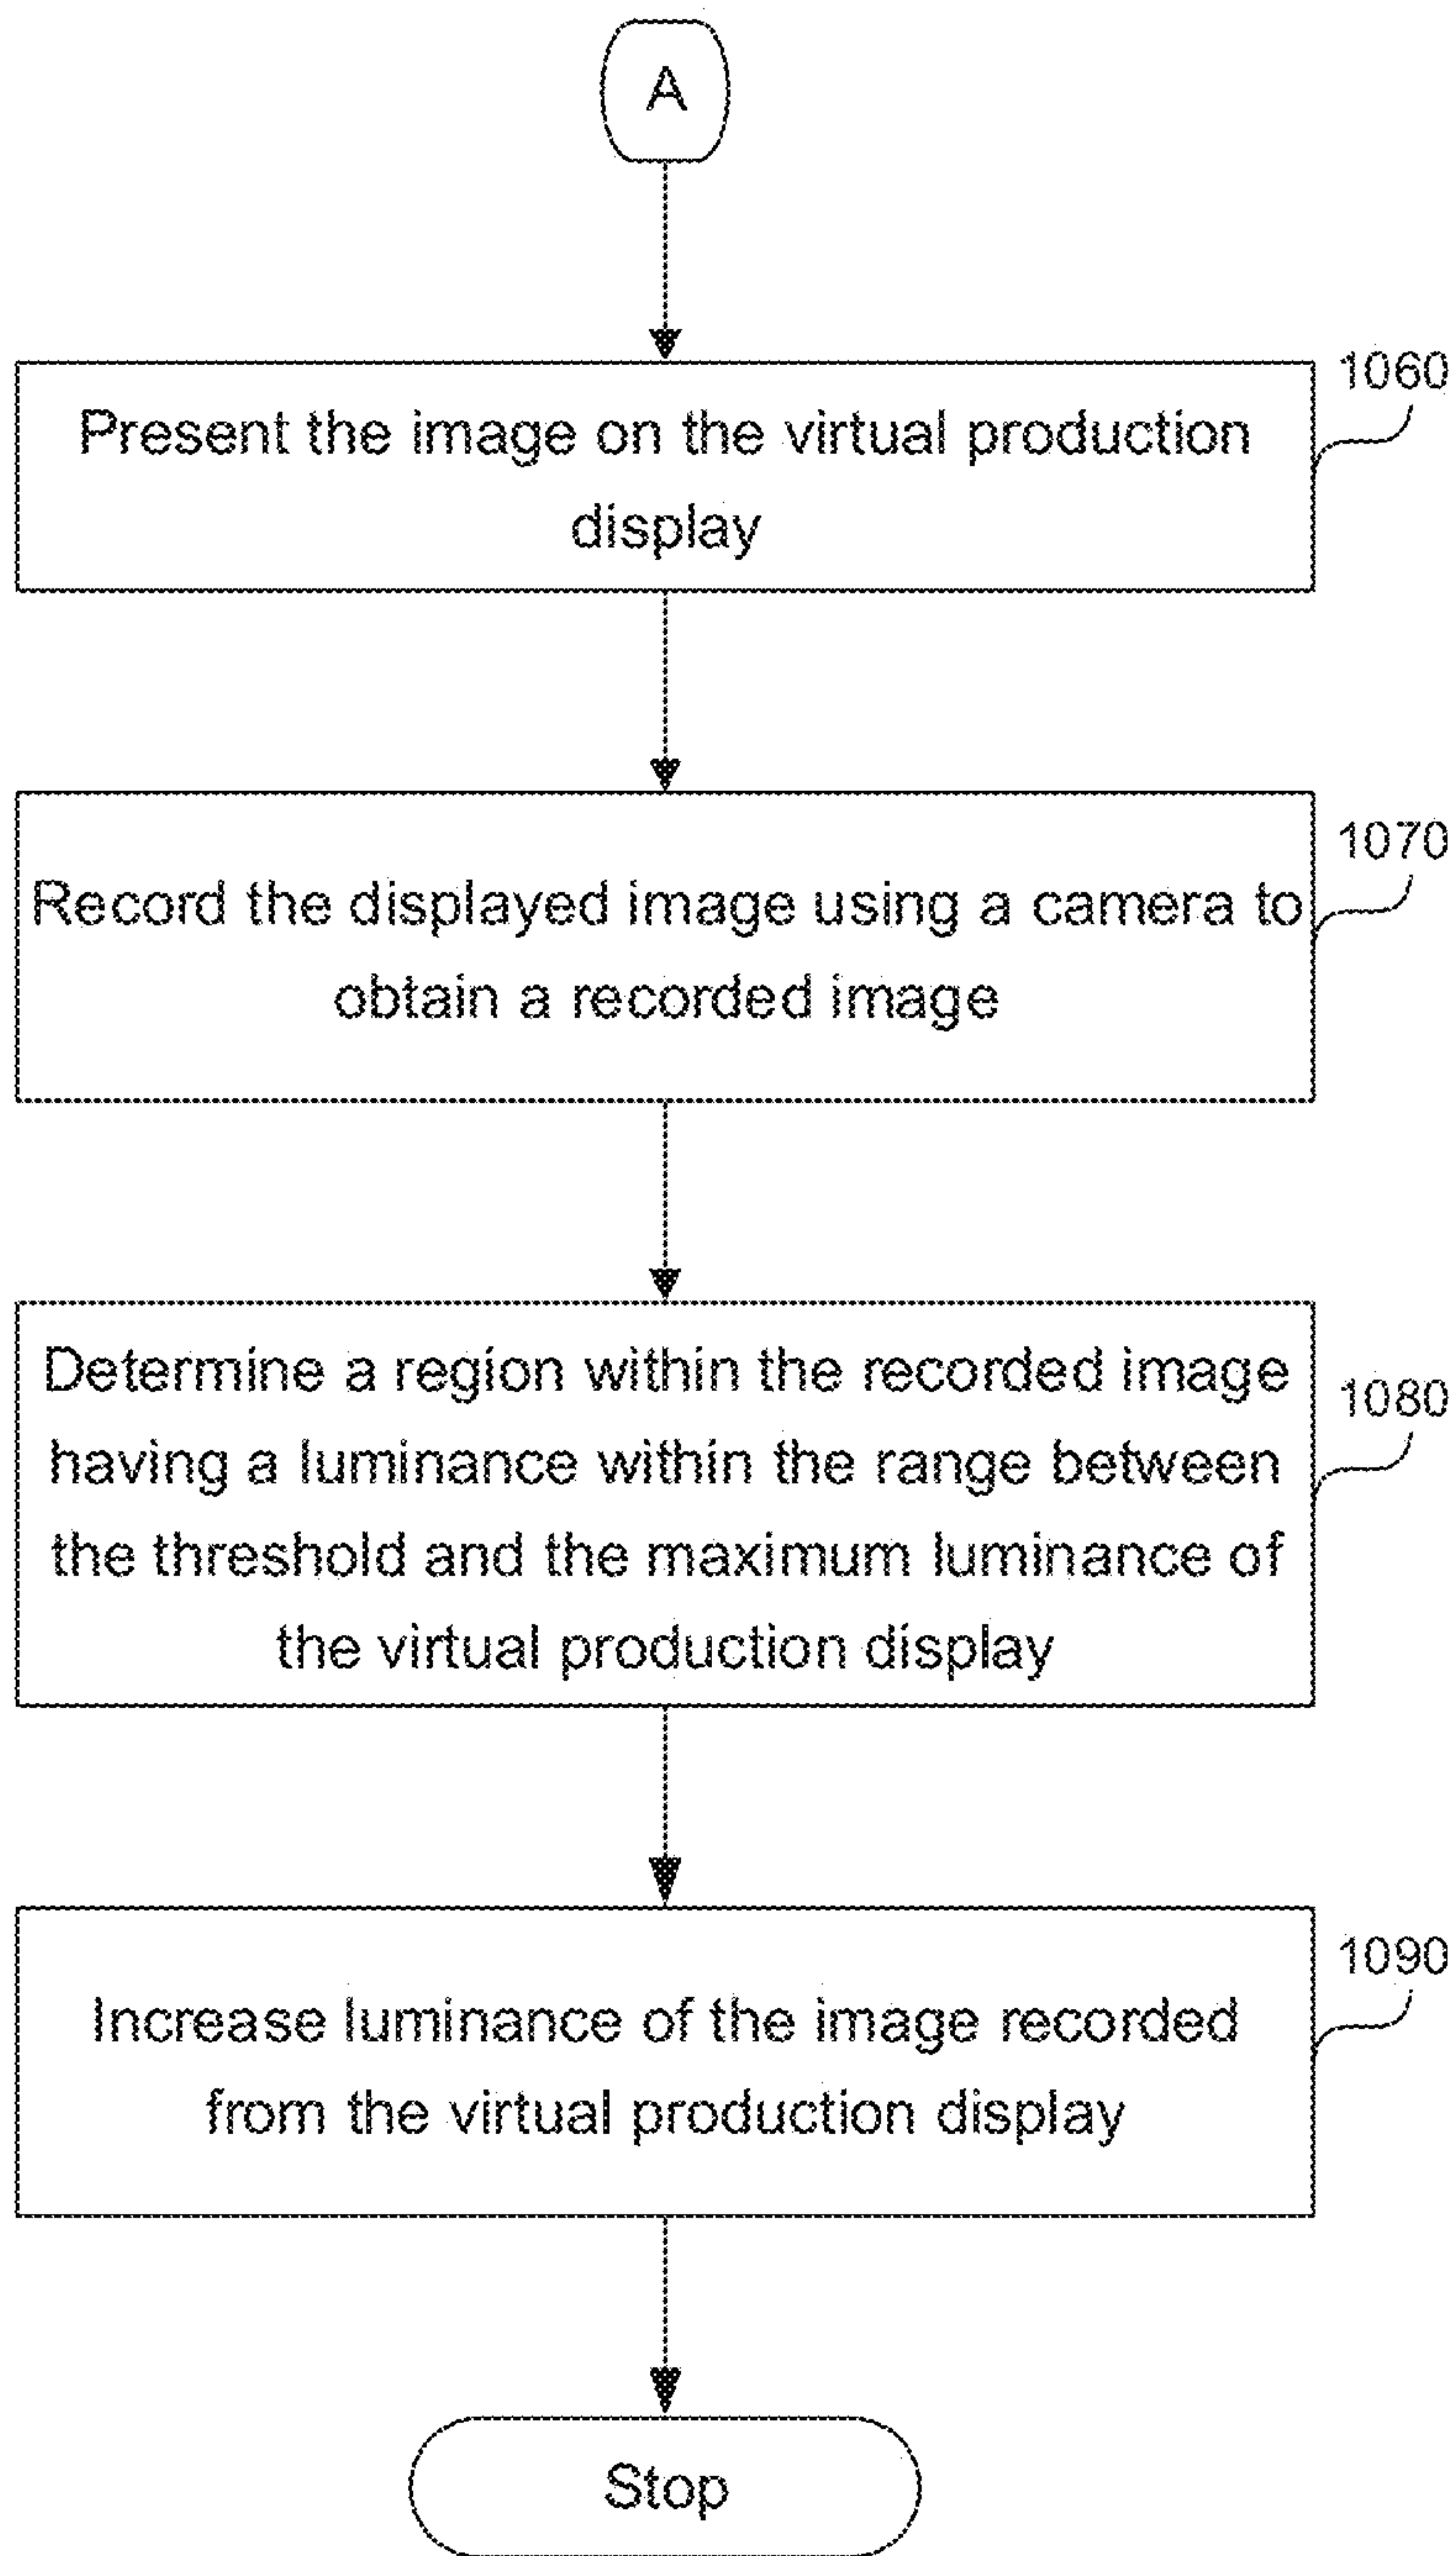 A
1060
Present the image on the virtual production
display
1070
Record the displayed image using a camera to
obtain a recorded image
Determine a region within the recorded image
1080
having a luminance within the range between
the threshold and the maximum luminance of
the virtual production display
1090
Increase luminance of the image recorded
from the virtual production display
Stop